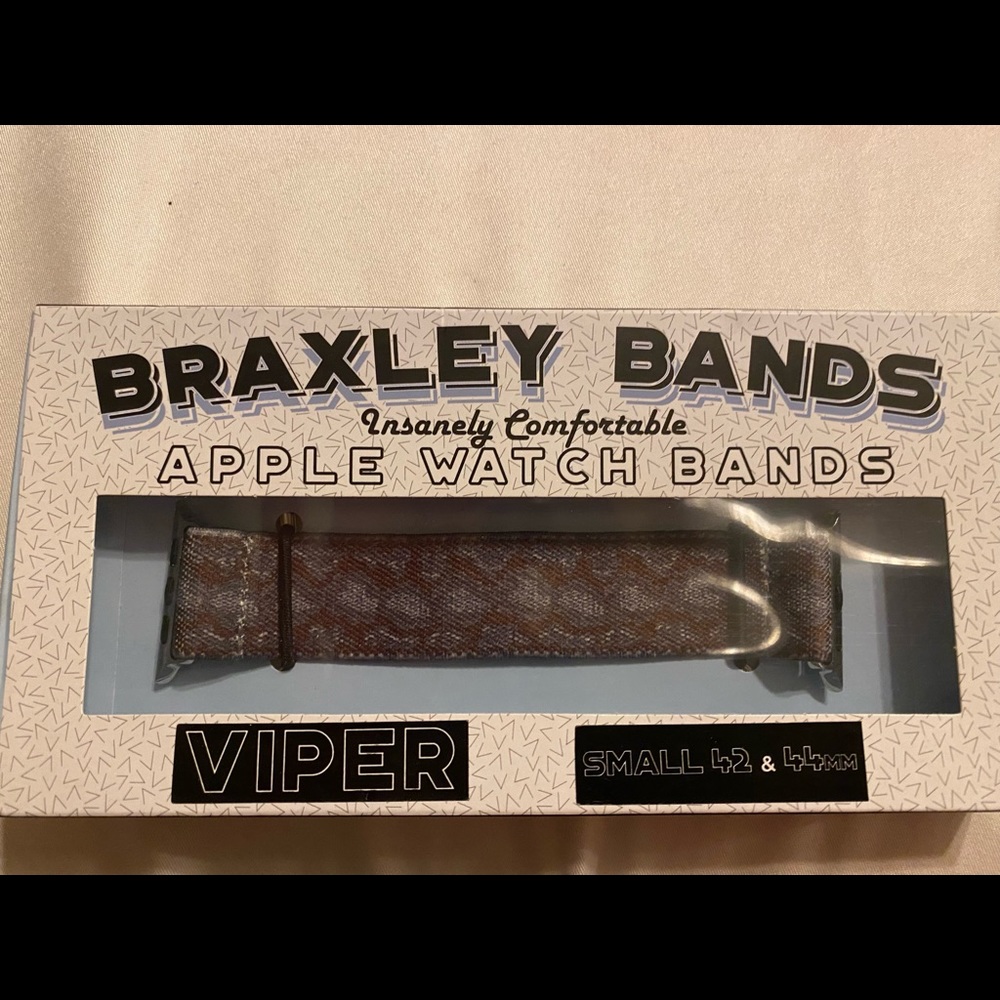 BRAXLEY BANDS
Insanely Comfortable
APPLE WATCH BANDS
VIPER
SMALL 42 & 44MM